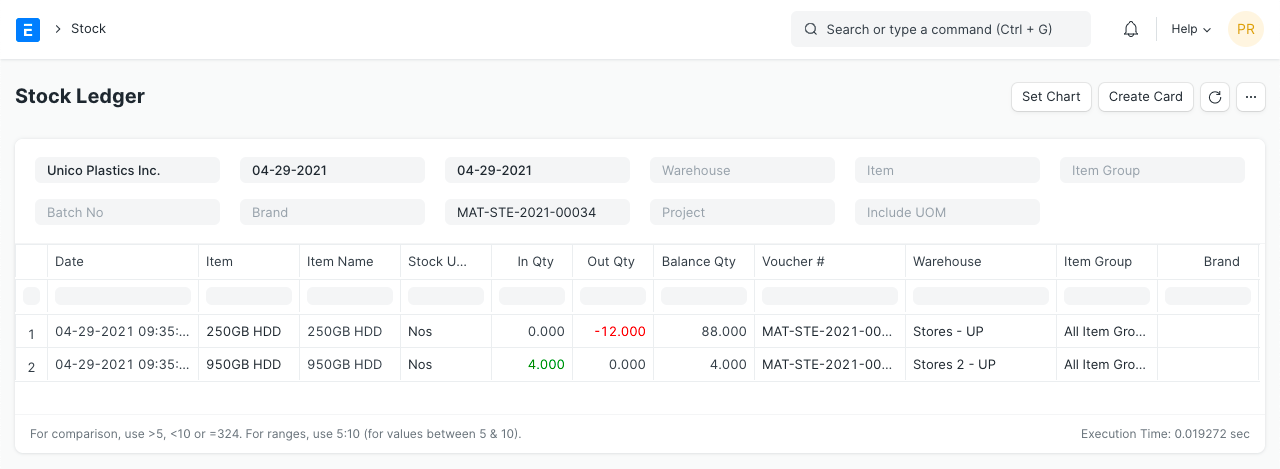 E > Stock Search or type a command (Ctrl + G) Help PR
Stock Ledger Set Chart Create Card ...
Unico Plastics Inc. 04-29-2021 04-29-2021 Warehouse Item Item Group
Batch No Brand MAT-STE-2021-00034 Project Include UOM
Date Item Item Name Stock U... In Qty Out Qty Balance Qty Voucher # Warehouse Item Group Brand
1 04-29-2021 09:35:... 250GB HDD 250GB HDD Nos 0.000 -12.000 88.000 MAT-STE-2021-00... Stores - UP All Item Gro...
2 04-29-2021 09:35:... 950GB HDD 950GB HDD Nos 4.000 0.000 4.000 MAT-STE-2021-00... Stores 2 - UP All Item Gro...
For comparison, use >5, <10 or =324. For ranges, use 5:10 (for values between 5 & 10). Execution Time: 0.019272 sec